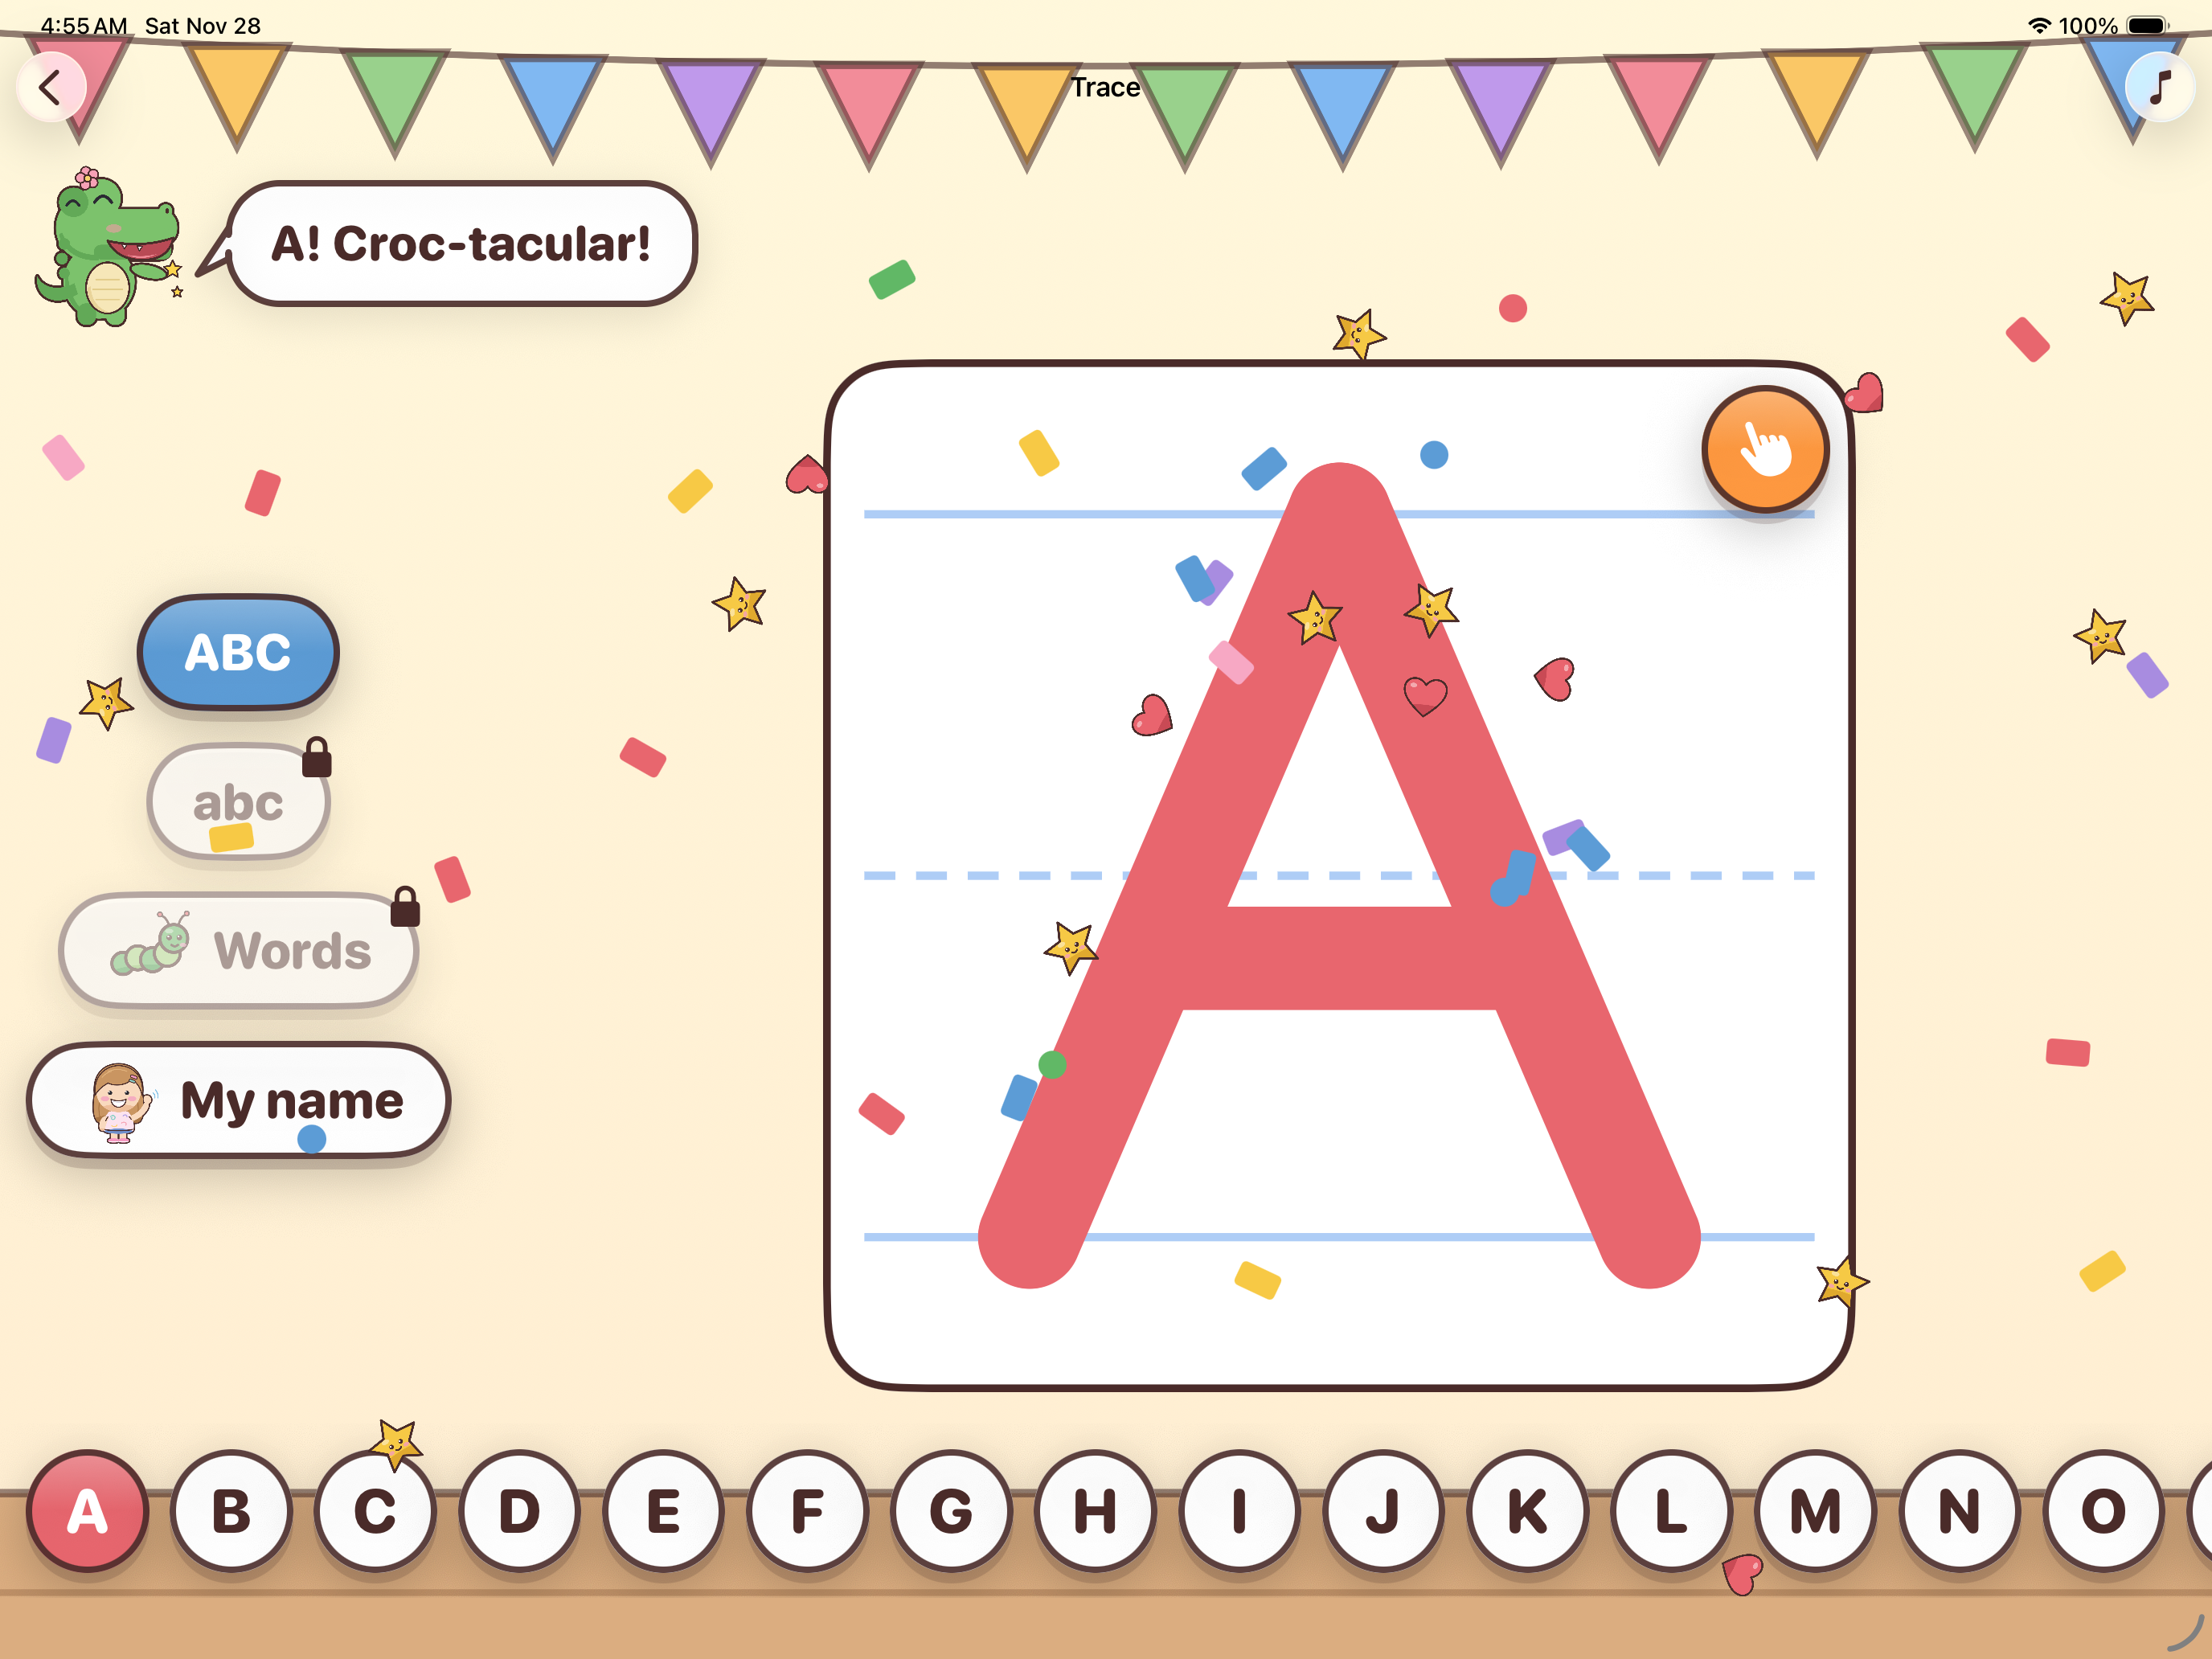 4:55 AM Sat Nov 28
100%
Trace
A! Croc-tacular!
ABC
abc
Words
My name
A
A B C D E F G H I J K L M N O